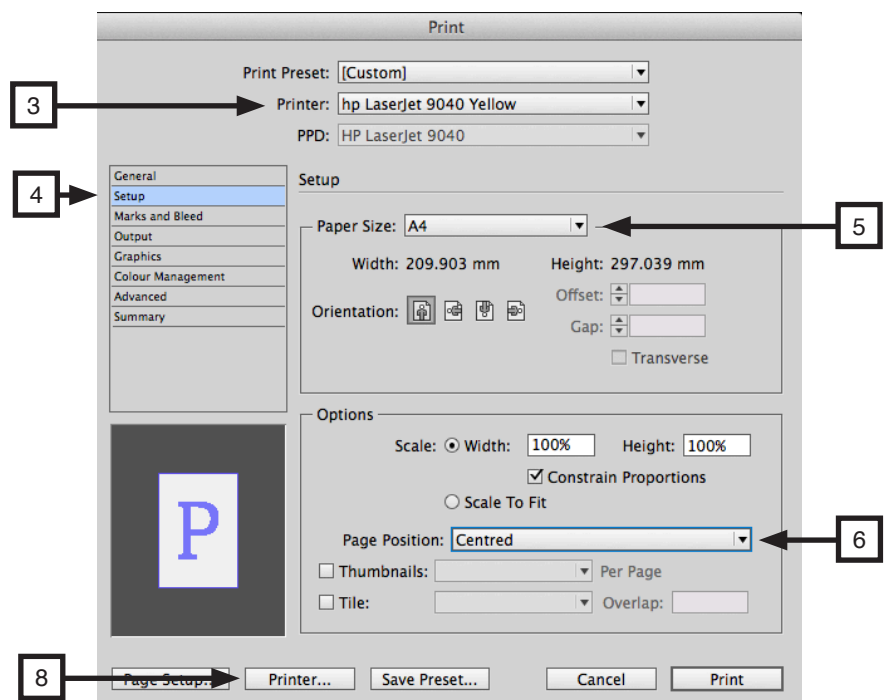 Print
Print Preset: [Custom]
3
Printer: hp LaserJet 9040 Yellow
PPD: HP LaserJet 9040
General
4
Setup
Marks and Bleed
Output
Graphics
Colour Management
Advanced
Summary
Setup
Paper Size: A4
5
Width: 209.903 mm Height: 297.039 mm
Orientation:
Offset:
Gap:
Transverse
Options
Scale: Width: 100% Height: 100%
Constrain Proportions
Scale To Fit
Page Position: Centred
6
Thumbnails: Per Page
Tile: Overlap:
P
8
Page Setup... Printer... Save Preset... Cancel Print